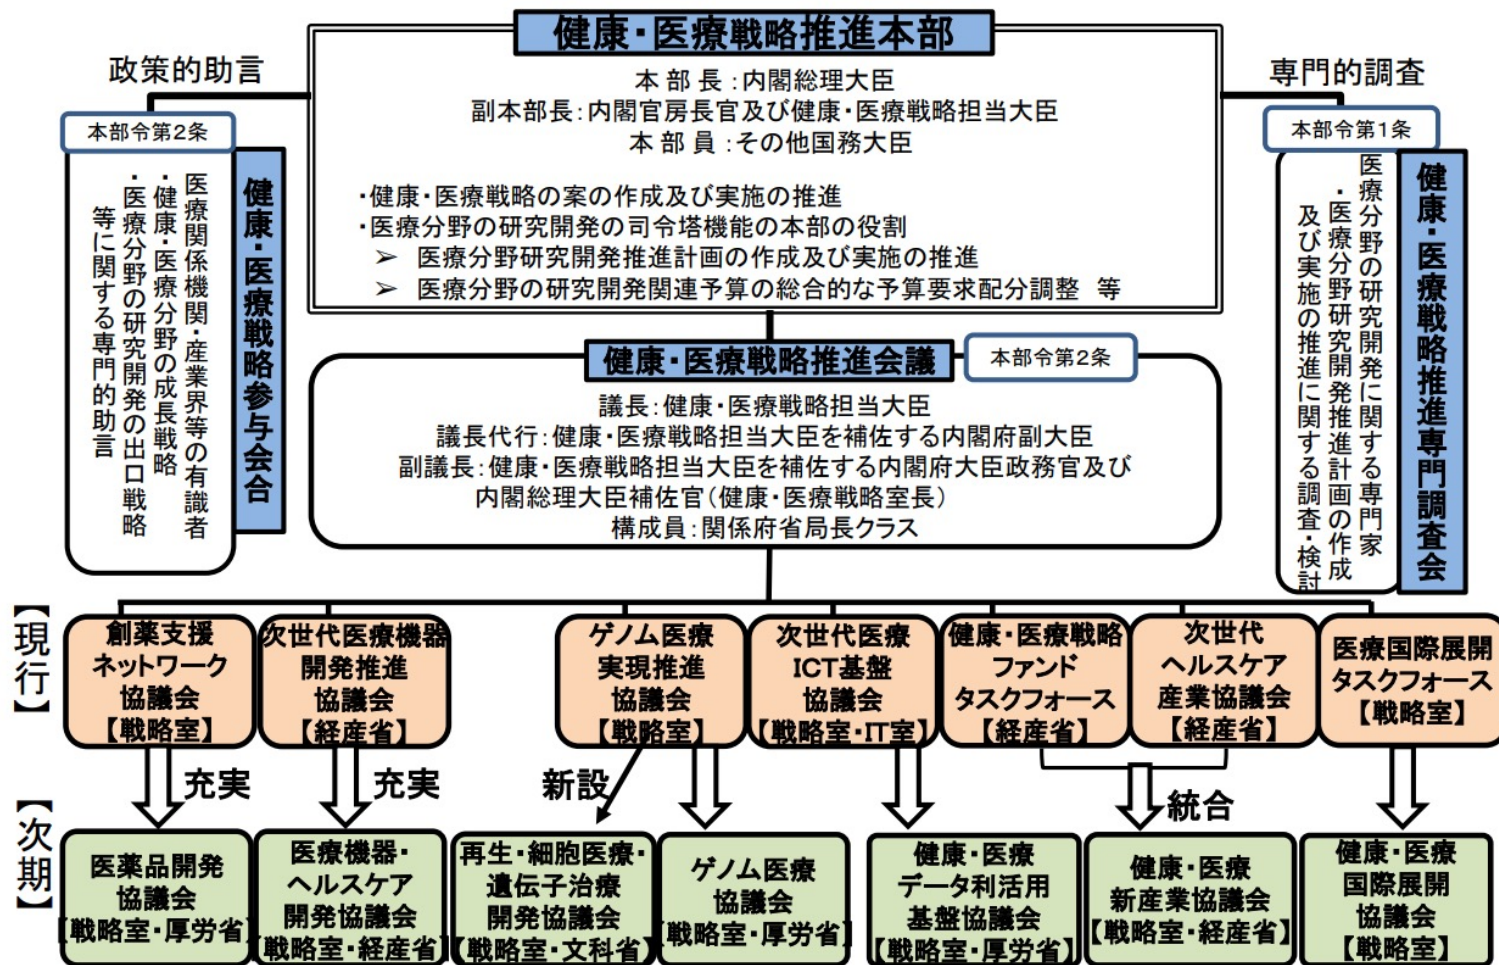 健康・医療戦略推進本部
本 部 長 ：内閣総理大臣
副本部長：内閣官房長官及び健康・医療戦略担当大臣
本 部 員 ：その他国務大臣
・健康・医療戦略の案の作成及び実施の推進
・医療分野の研究開発の司令塔機能の本部の役割
➢ 医療分野研究開発推進計画の作成及び実施の推進
➢ 医療分野の研究開発関連予算の総合的な予算要求配分調整 等
政策的助言
本部令第2条
健康・医療戦略参与会合
医療関係機関・産業界等の有識者
・健康・医療分野の成長戦略
・医療分野の研究開発の出口戦略
等に関する専門的助言
専門的調査
本部令第1条
健康・医療戦略推進専門調査会
医療分野の研究開発に関する専門家
・医療分野研究開発推進計画の作成
及び実施の推進に関する調査・検討
健康・医療戦略推進会議
本部令第2条
議長：健康・医療戦略担当大臣
議長代行：健康・医療戦略担当大臣を補佐する内閣府副大臣
副議長：健康・医療戦略担当大臣を補佐する内閣府大臣政務官及び
内閣総理大臣補佐官（健康・医療戦略室長）
構成員：関係府省局長クラス
【現行】
創薬支援
ネットワーク
協議会
【戦略室】
次世代医療機器
開発推進
協議会
【経産省】
ゲノム医療
実現推進
協議会
【戦略室】
次世代医療
ICT基盤
協議会
【戦略室・IT室】
健康・医療戦略
ファンド
タスクフォース
【経産省】
次世代
ヘルスケア
産業協議会
【経産省】
医療国際展開
タスクフォース
【戦略室】
充実
充実
新設
統合
【次期】
医薬品開発
協議会
【戦略室・厚労省】
医療機器・
ヘルスケア
開発協議会
【戦略室・経産省】
再生・細胞医療・
遺伝子治療
開発協議会
【戦略室・文科省】
ゲノム医療
協議会
【戦略室・厚労省】
健康・医療
データ利活用
基盤協議会
【戦略室・厚労省】
健康・医療
新産業協議会
【戦略室・経産省】
健康・医療
国際展開
協議会
【戦略室】